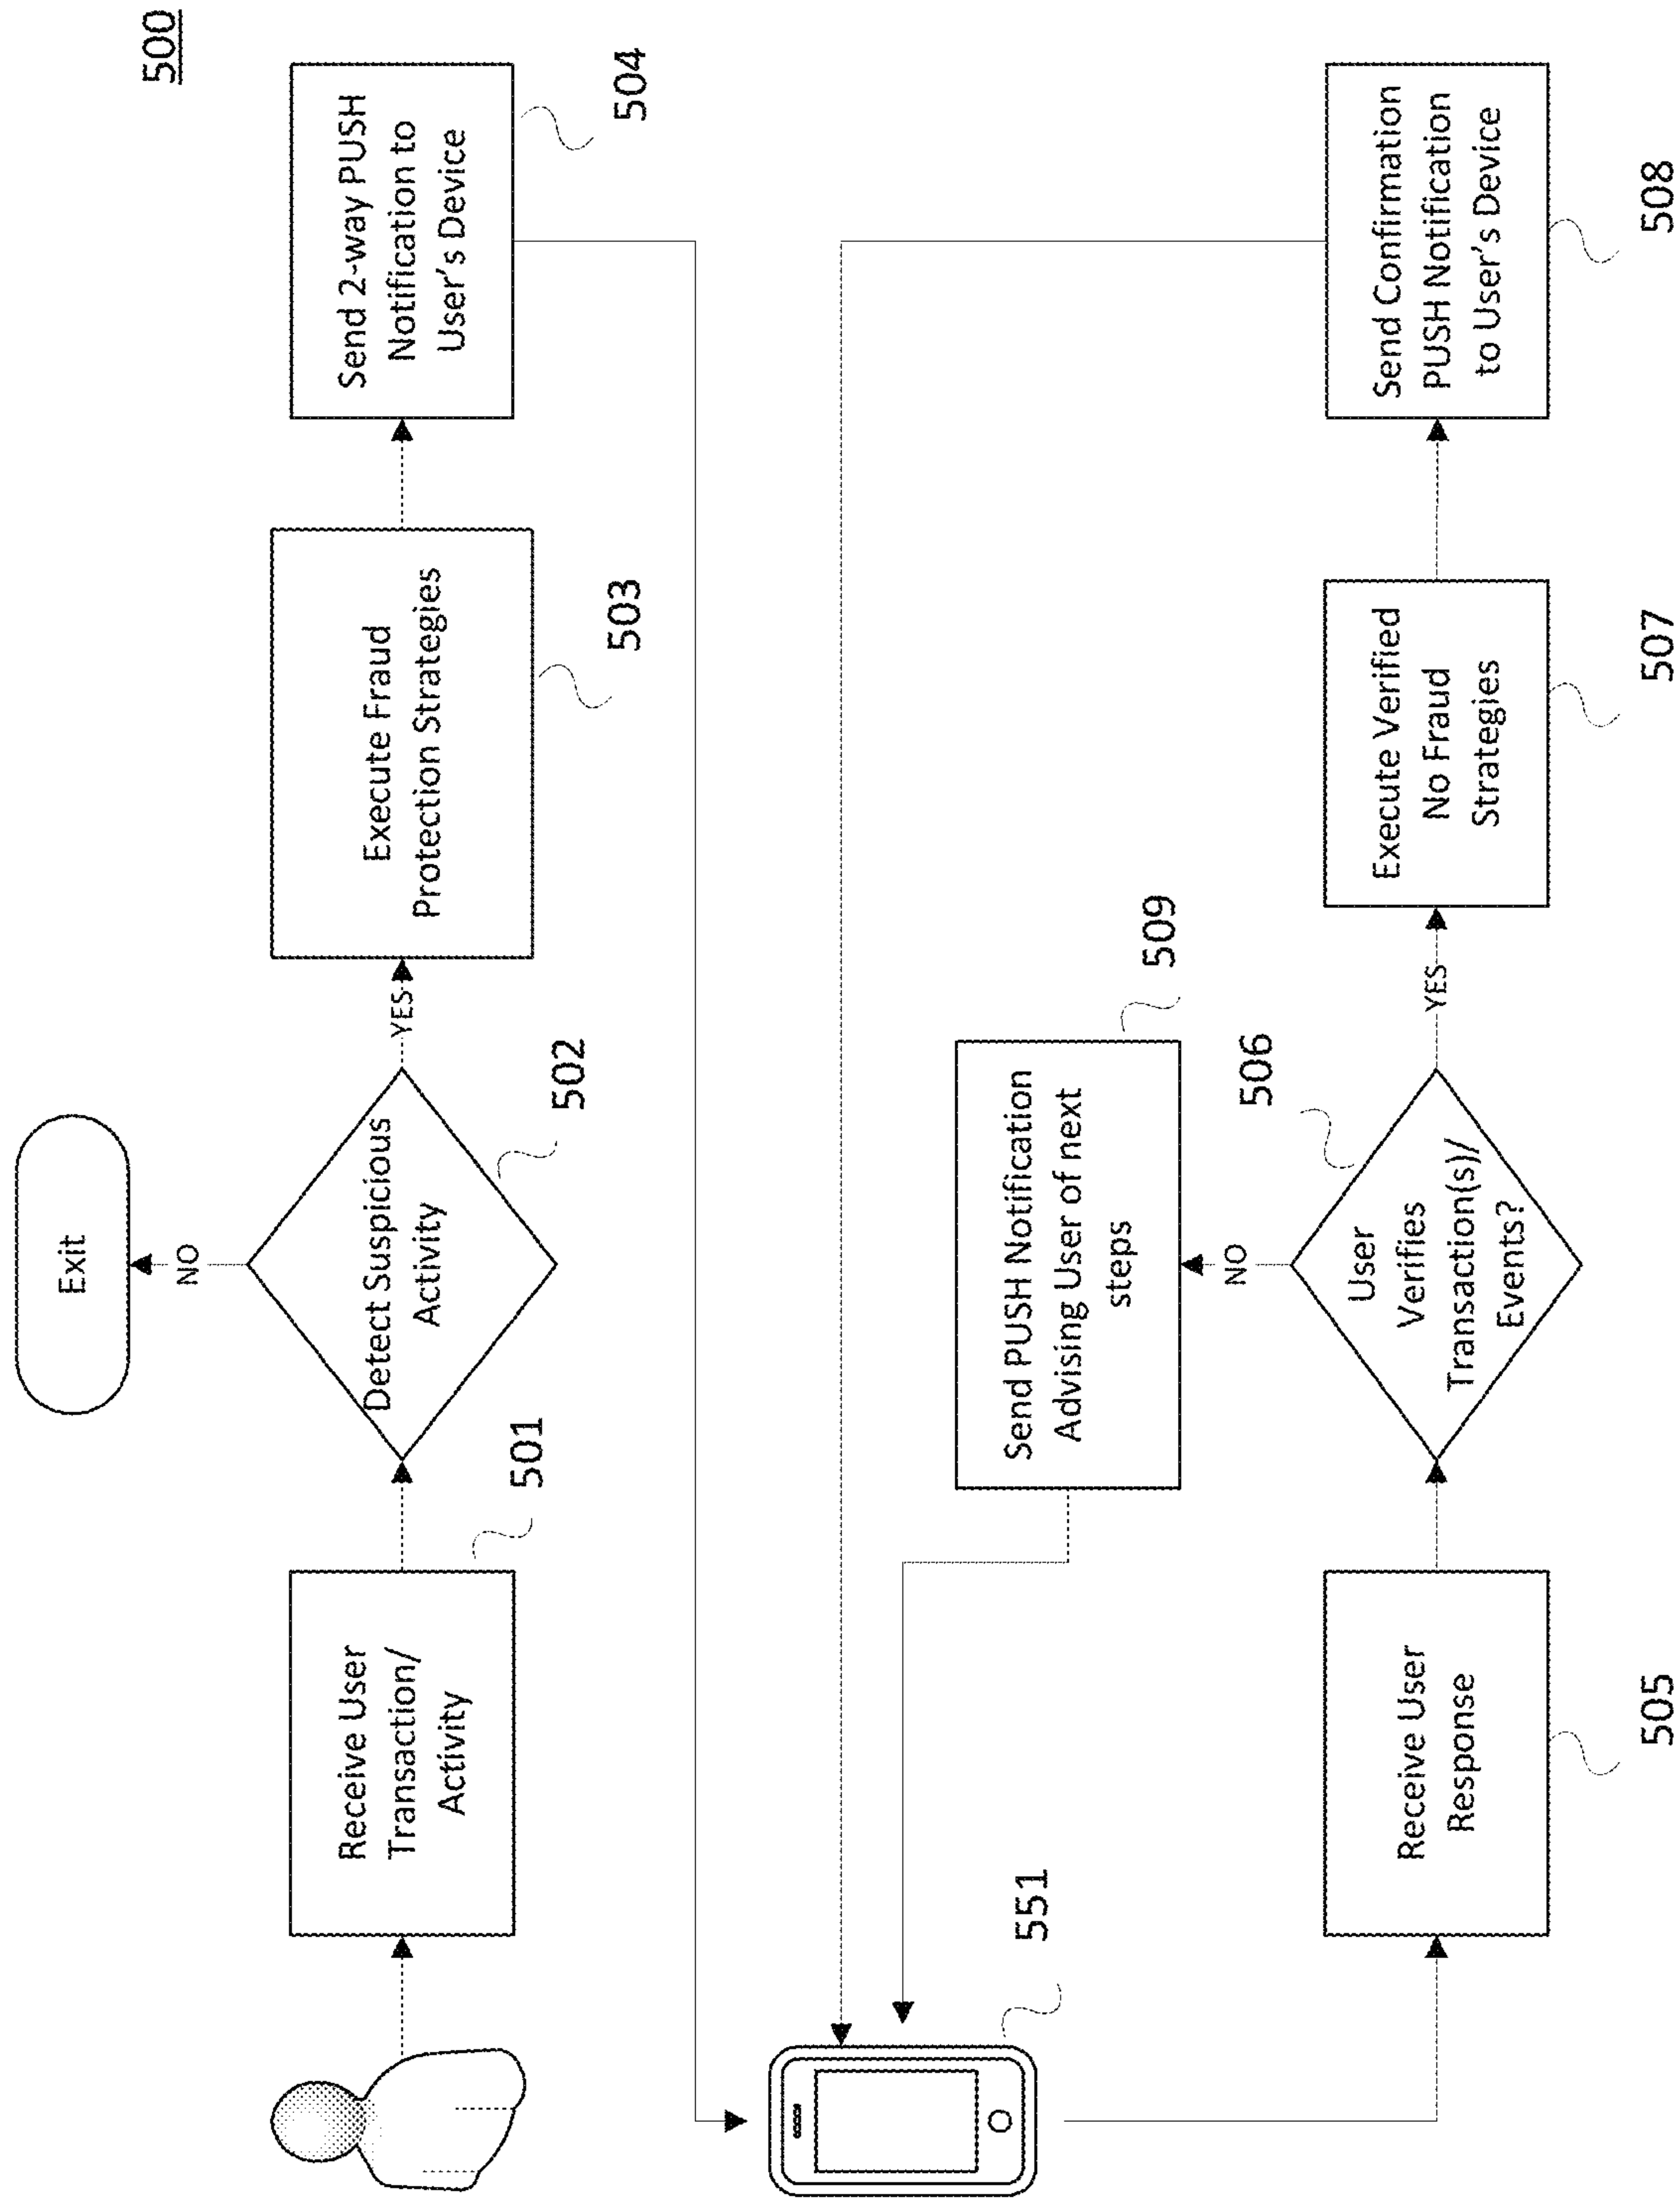 500
Exit
NO
Receive User
Transaction/
Activity
501
Detect Suspicious
Activity
502
YES
Execute Fraud
Protection Strategies
503
Send 2-way PUSH
Notification to
User's Device
504
551
Send PUSH Notification
Advising User of next
steps
509
NO
Receive User
Response
505
User
Verifies
Transaction(s)/
Events?
506
YES
Execute Verified
No Fraud
Strategies
507
Send Confirmation
PUSH Notification
to User's Device
508